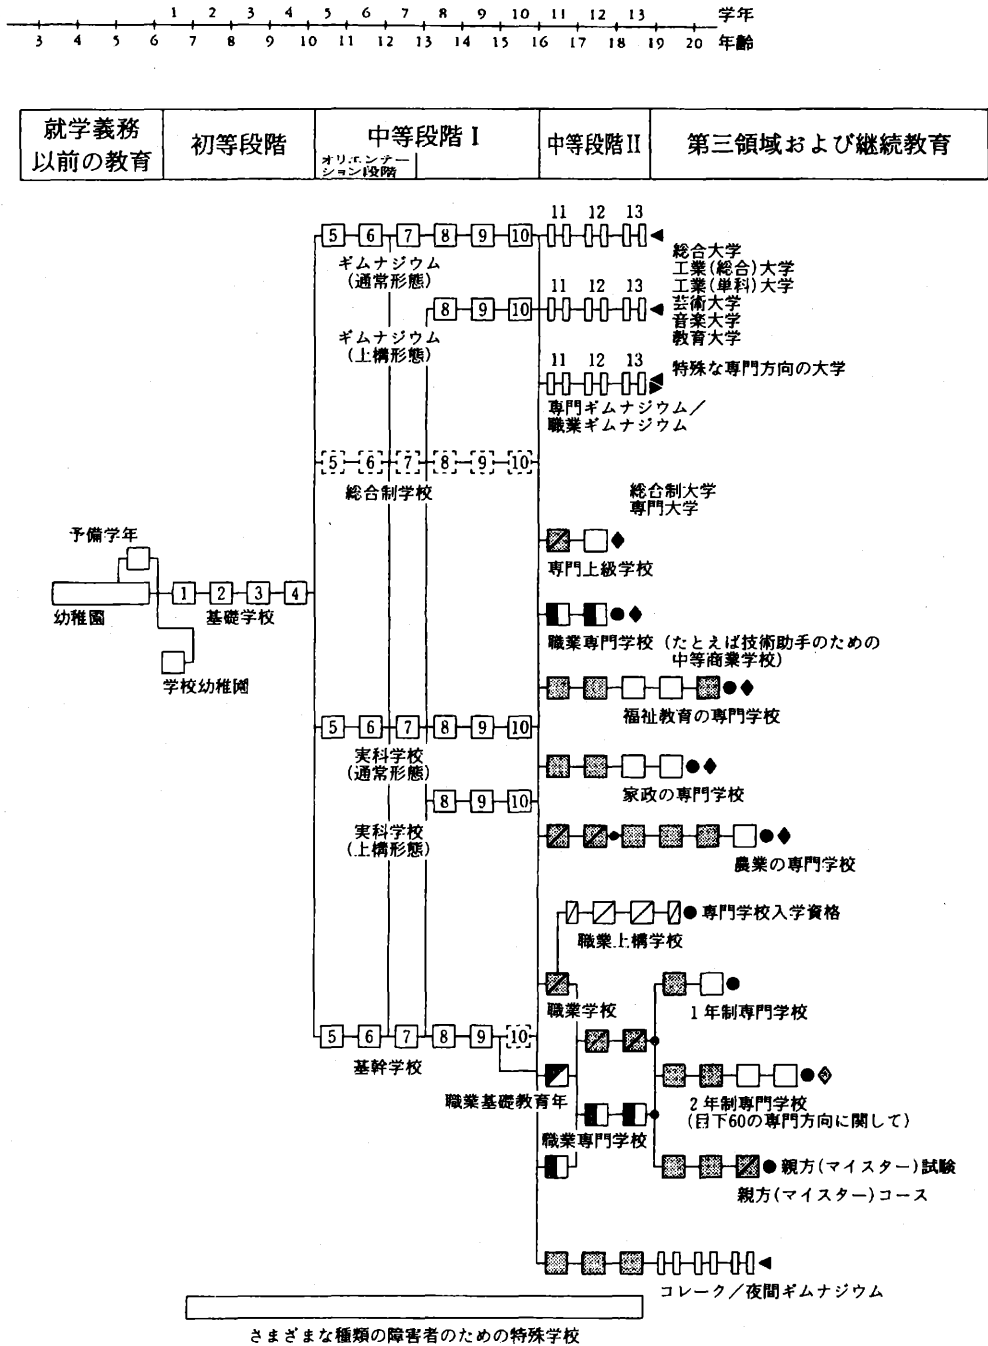 1 2 3 4 5 6 7 8 9 10 11 12 13 学年
3 4 5 6 7 8 9 10 11 12 13 14 15 16 17 18 19 20 年齢
就学義務
以前の教育
初等段階
中等段階 I
オリエンテー
ション段階
中等段階 II
第三領域および継続教育
11 12 13
5 6 7 8 9 10
ギムナジウム
(通常形態)
総合大学
工業(総合)大学
工業(単科)大学
芸術大学
音楽大学
教育大学
11 12 13
8 9 10
ギムナジウム
(上構形態)
11 12 13
特殊な専門方向の大学
専門ギムナジウム／
職業ギムナジウム
5 6 7 8 9 10
総合制学校
総合制大学
専門大学
専門上級学校
予備学年
幼稚園
1 2 3 4
基礎学校
学校幼稚園
職業専門学校(たとえば技術助手のための
中等商業学校)
福祉教育の専門学校
5 6 7 8 9 10
実科学校
(通常形態)
家政の専門学校
8 9 10
実科学校
(上構形態)
農業の専門学校
専門学校入学資格
職業上構学校
職業学校
1年制専門学校
5 6 7 8 9 10
基幹学校
職業基礎教育年
2年制専門学校
(目下60の専門方向に関して)
職業専門学校
親方(マイスター)試験
親方(マイスター)コース
コレーク／夜間ギムナジウム
さまざまな種類の障害者のための特殊学校